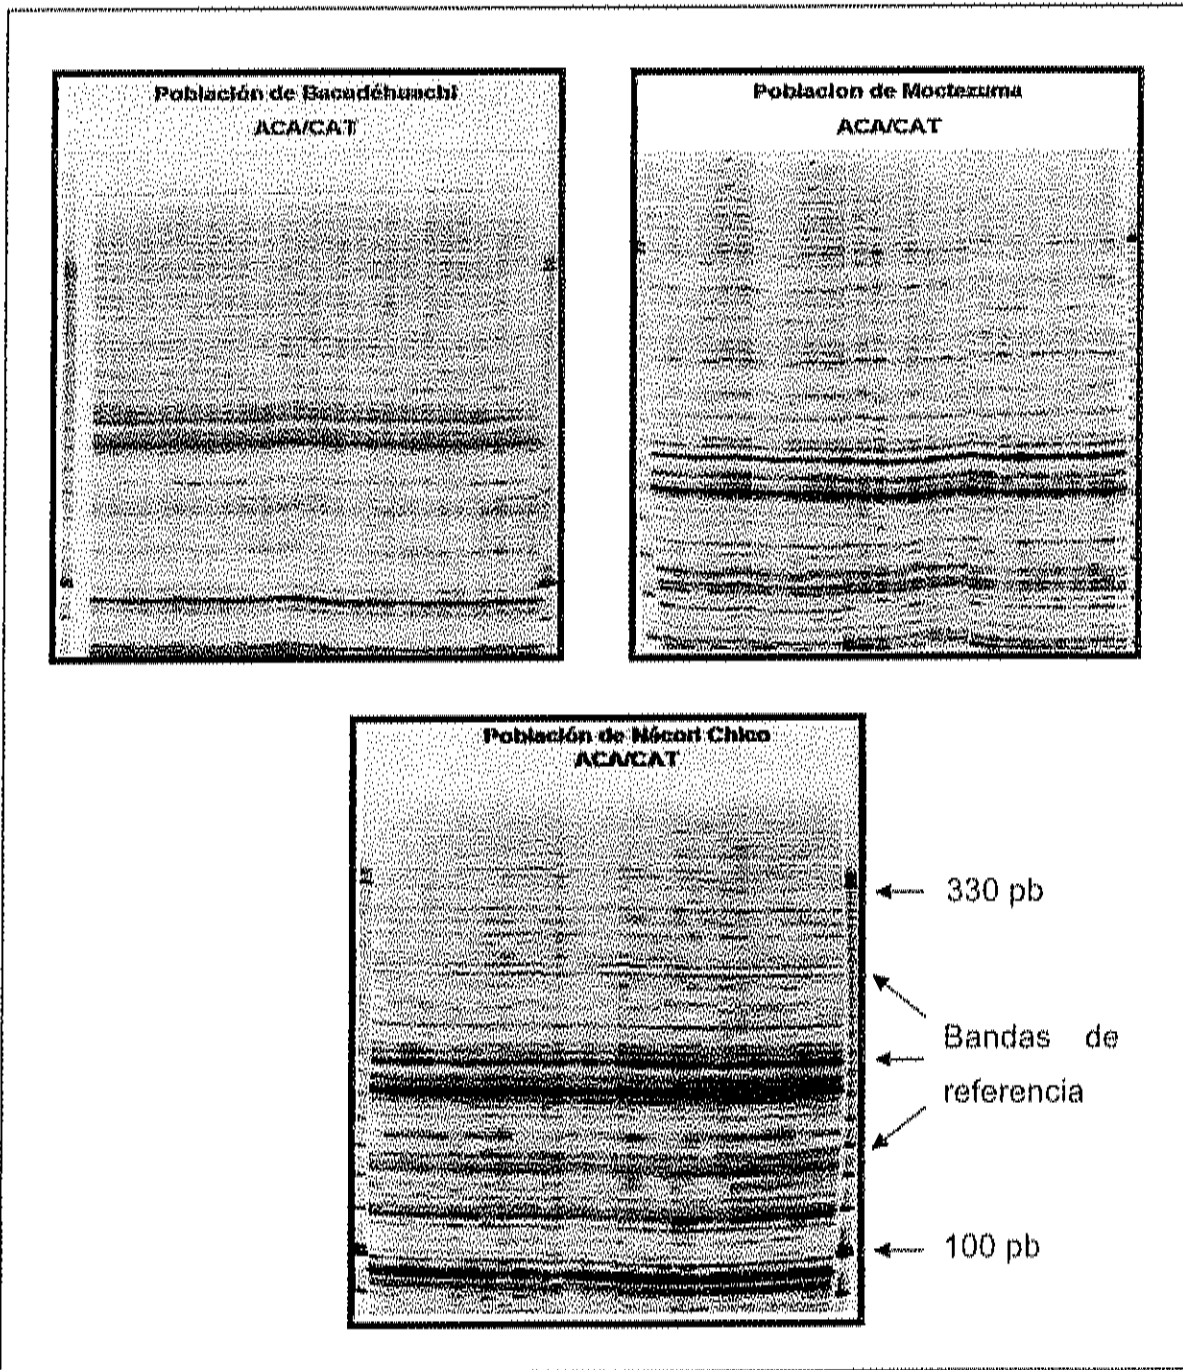 Población de Bacadéhuachi
ACA/CAT
Poblacion de Moctezuma
ACA/CAT
Población de Nácori Chico
ACA/CAT
330 pb
Bandas de
referencia
100 pb